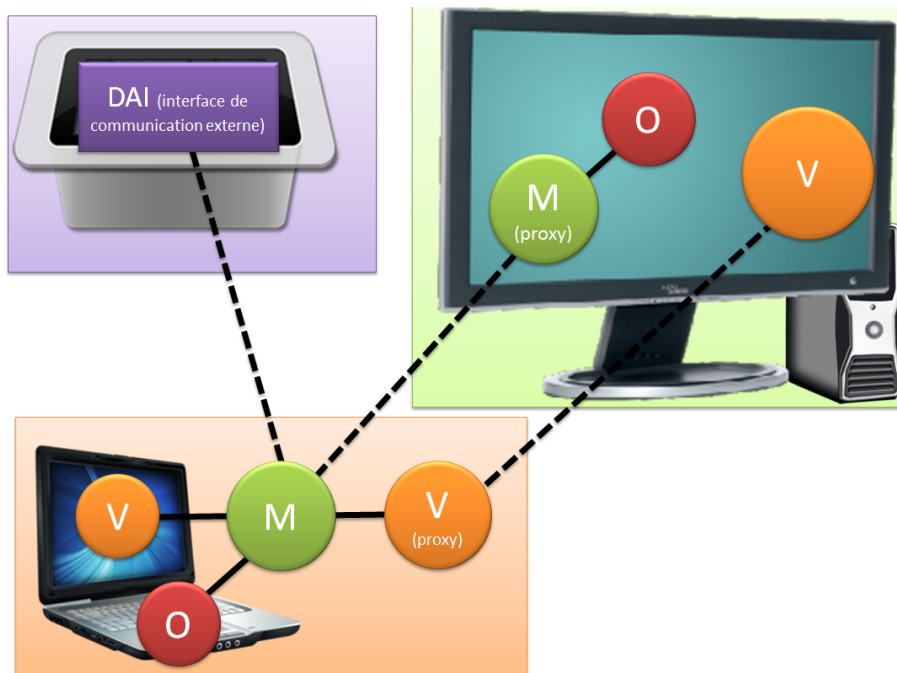 DAI (interface de
communication externe)
O
V
M
(proxy)
V
M
V
(proxy)
O